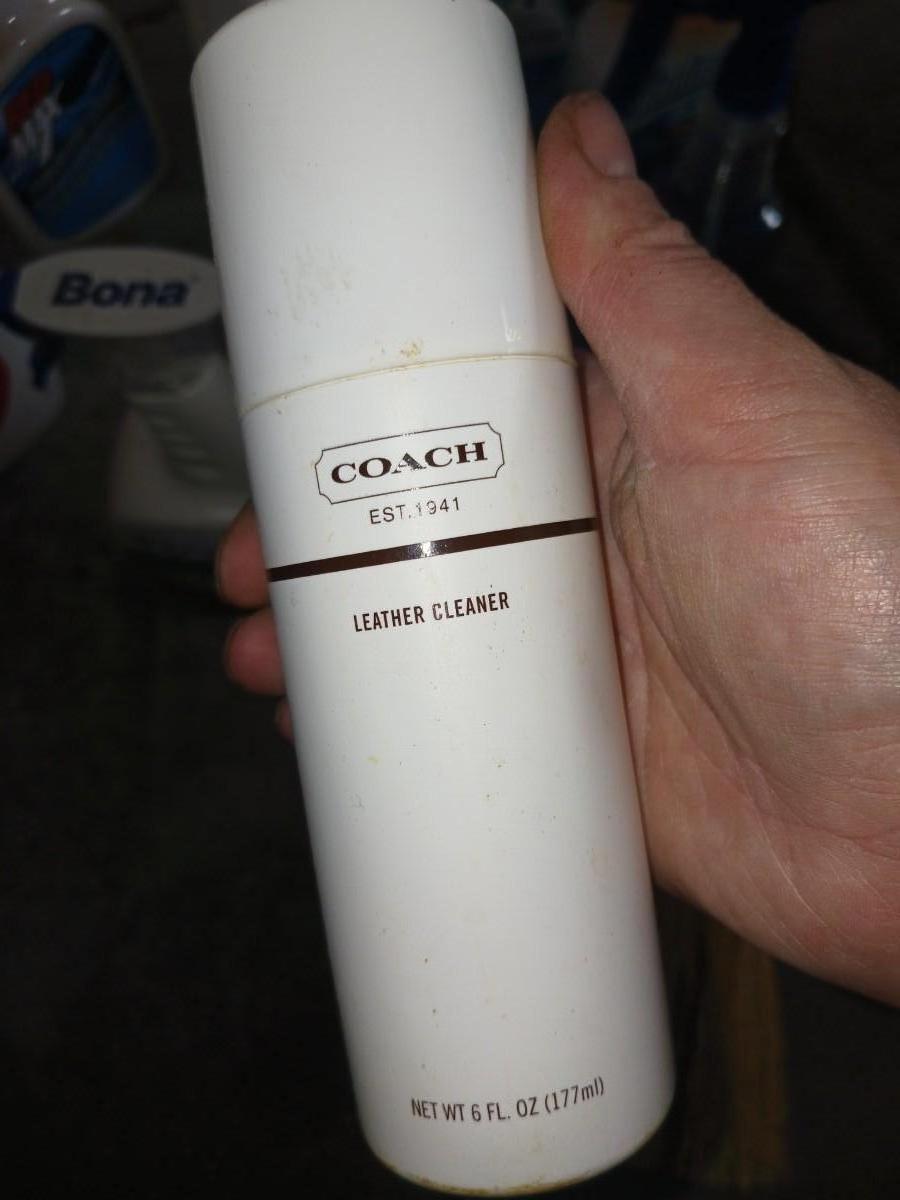 Bona
COACH
EST. 1941
LEATHER CLEANER
NET WT 6 FL. OZ (177ml)